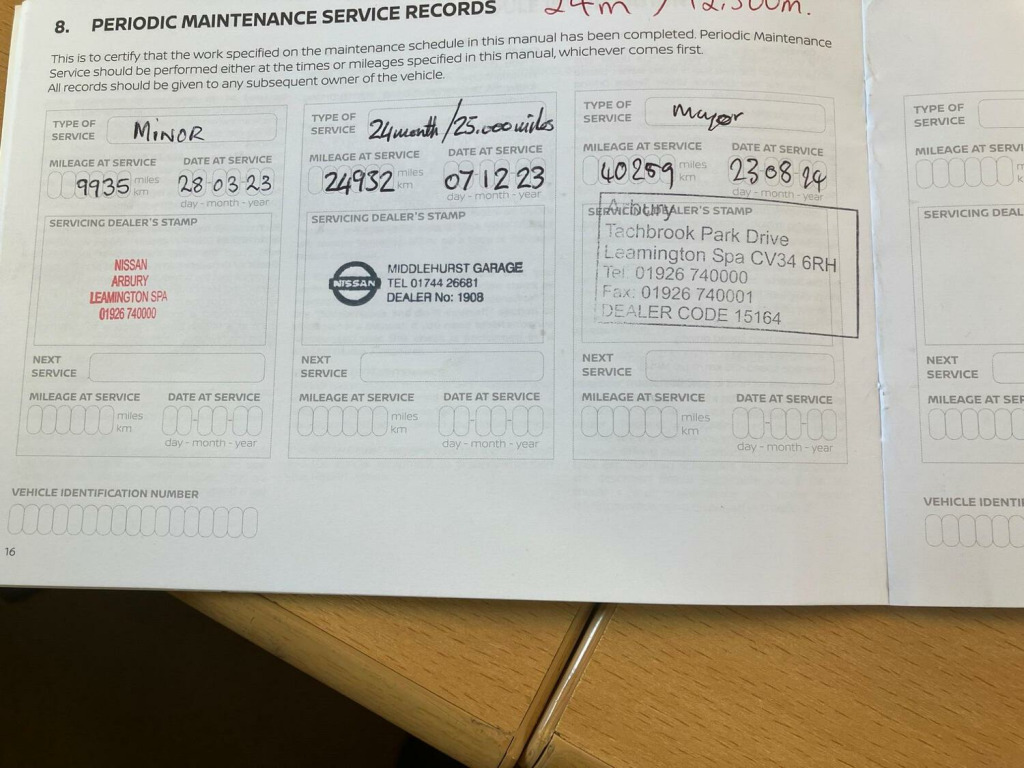 8. PERIODIC MAINTENANCE SERVICE RECORDS
24m / 12,500m.
This is to certify that the work specified on the maintenance schedule in this manual has been completed. Periodic Maintenance
Service should be performed either at the times or mileages specified in this manual, whichever comes first.
All records should be given to any subsequent owner of the vehicle.
TYPE OF
SERVICE
MINOR
MILEAGE AT SERVICE
DATE AT SERVICE
9935 miles
km
28-03-23
day - month - year
SERVICING DEALER'S STAMP
NISSAN
ARBURY
LEAMINGTON SPA
01926 740000
NEXT
SERVICE
MILEAGE AT SERVICE
DATE AT SERVICE
miles
km
day - month - year
TYPE OF
SERVICE
24month/25.000miles
MILEAGE AT SERVICE
DATE AT SERVICE
24932 miles
km
07 12 23
day - month - year
SERVICING DEALER'S STAMP
NISSAN
MIDDLEHURST GARAGE
TEL 01744 26681
DEALER No: 1908
NEXT
SERVICE
MILEAGE AT SERVICE
DATE AT SERVICE
miles
km
day - month - year
TYPE OF
SERVICE
Mayor
MILEAGE AT SERVICE
DATE AT SERVICE
40259 miles
km
23-08-24
day - month - year
SERVICING DEALER'S STAMP
Arbury
Tachbrook Park Drive
Leamington Spa CV34 6RH
Tel: 01926 740000
Fax: 01926 740001
DEALER CODE 15164
NEXT
SERVICE
MILEAGE AT SERVICE
DATE AT SERVICE
miles
km
day - month - year
VEHICLE IDENTIFICATION NUMBER
16
TYPE OF
SERVICE
MILEAGE AT SERVI
SERVICING DEAL
NEXT
SERVICE
MILEAGE AT SER
VEHICLE IDENTI